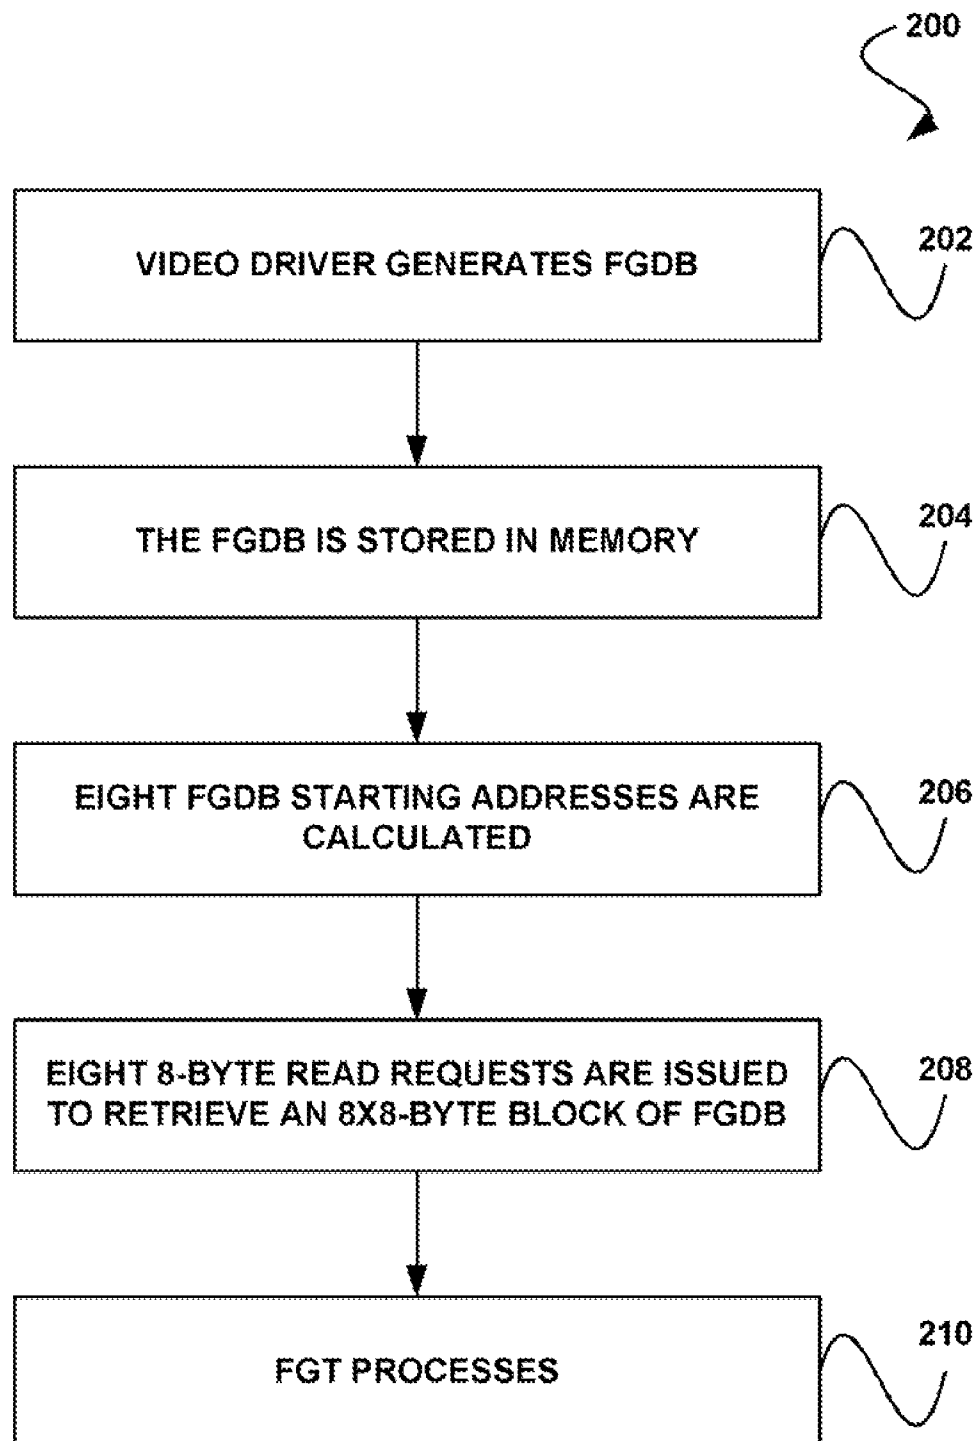 200
VIDEO DRIVER GENERATES FGDB
202
THE FGDB IS STORED IN MEMORY
204
EIGHT FGDB STARTING ADDRESSES ARE
CALCULATED
206
EIGHT 8-BYTE READ REQUESTS ARE ISSUED
TO RETRIEVE AN 8X8-BYTE BLOCK OF FGDB
208
FGT PROCESSES
210